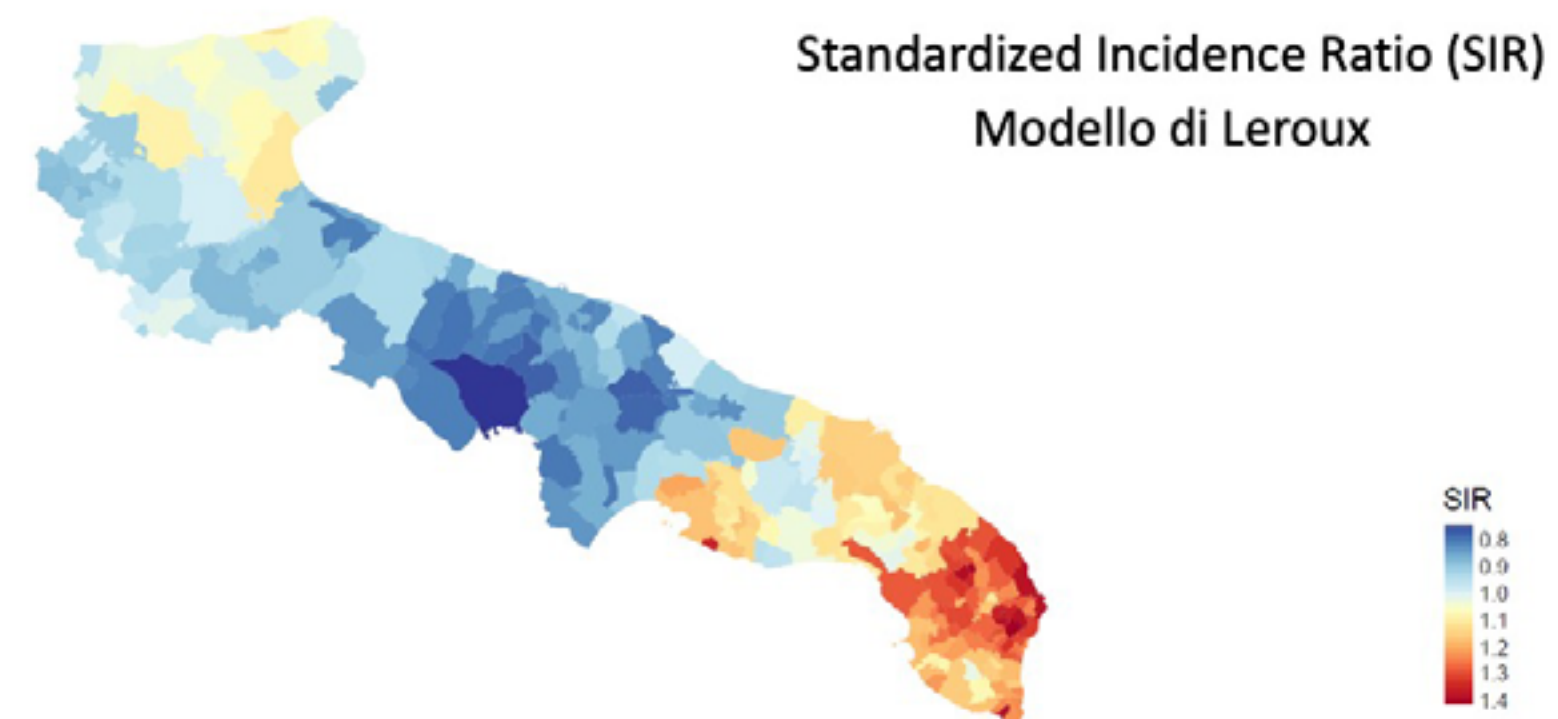 Standardized Incidence Ratio (SIR)
Modello di Leroux
SIR
0.8
0.9
1.0
1.1
1.2
1.3
1.4